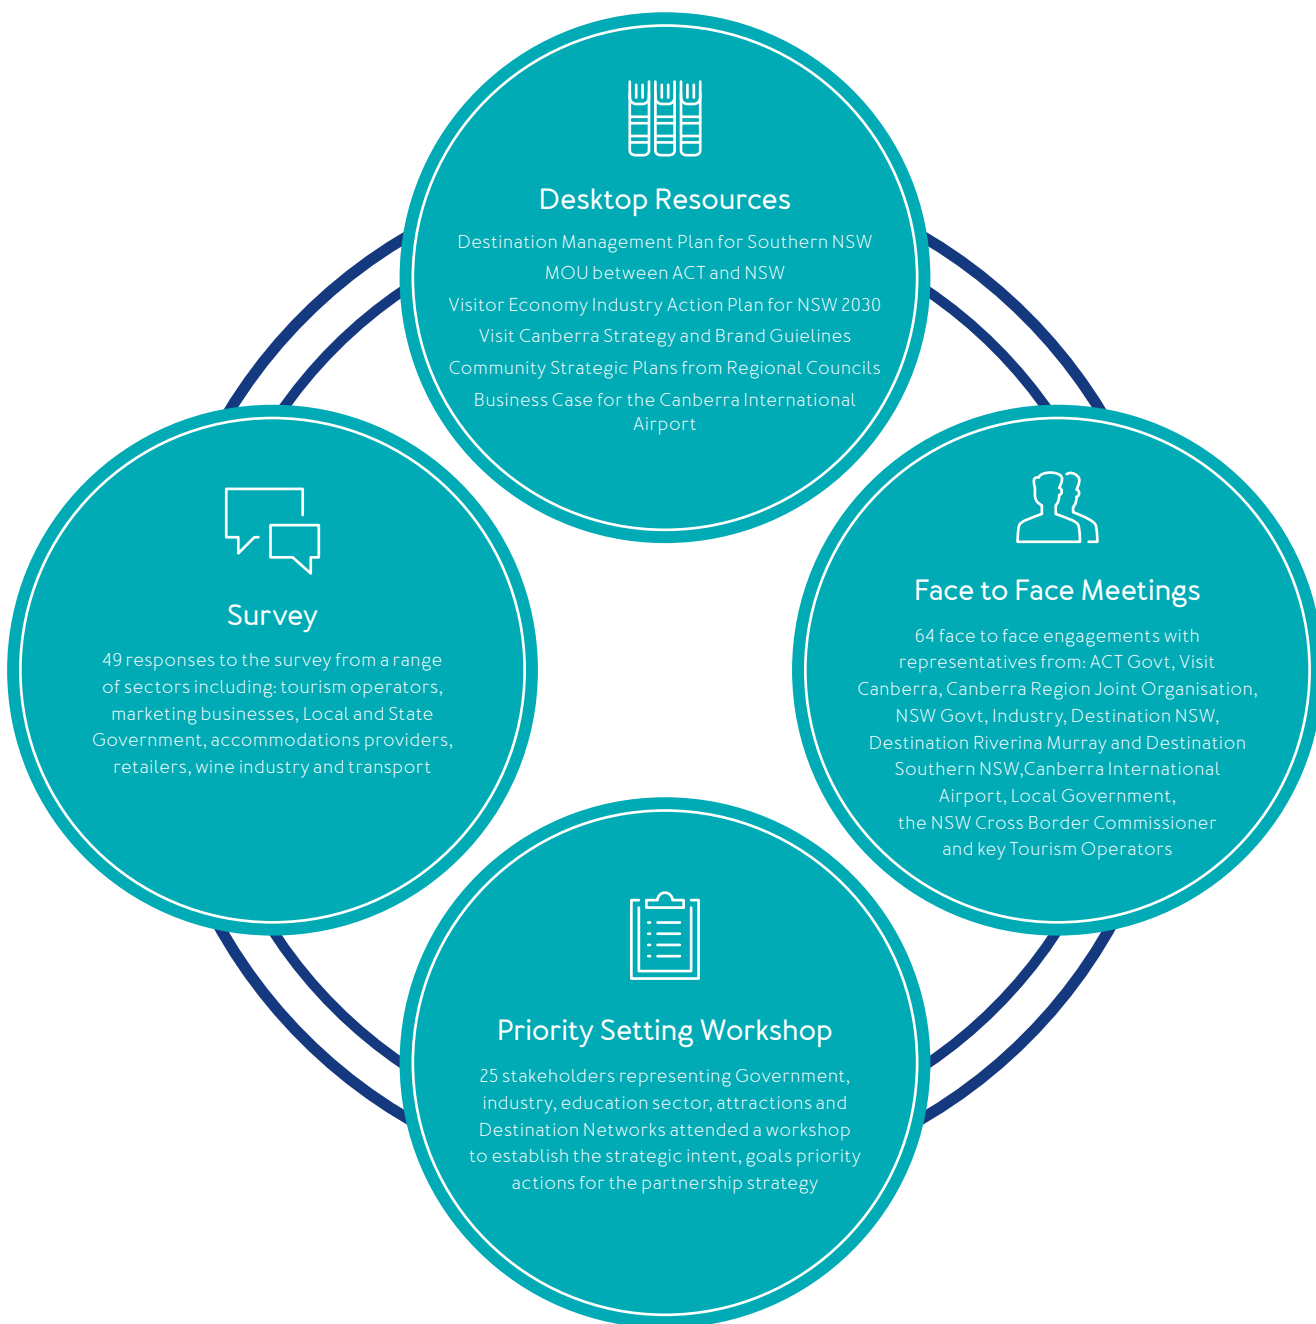 Desktop Resources
Destination Management Plan for Southern NSW
MOU between ACT and NSW
Visitor Economy Industry Action Plan for NSW 2030
Visit Canberra Strategy and Brand Guielines
Community Strategic Plans from Regional Councils
Business Case for the Canberra International
Airport
Survey
49 responses to the survey from a range
of sectors including: tourism operators,
marketing businesses, Local and State
Government, accommodations providers,
retailers, wine industry and transport
Face to Face Meetings
64 face to face engagements with
representatives from: ACT Govt, Visit
Canberra, Canberra Region Joint Organisation,
NSW Govt, Industry, Destination NSW,
Destination Riverina Murray and Destination
Southern NSW,Canberra International
Airport, Local Government,
the NSW Cross Border Commissioner
and key Tourism Operators
Priority Setting Workshop
25 stakeholders representing Government,
industry, education sector, attractions and
Destination Networks attended a workshop
to establish the strategic intent, goals priority
actions for the partnership strategy